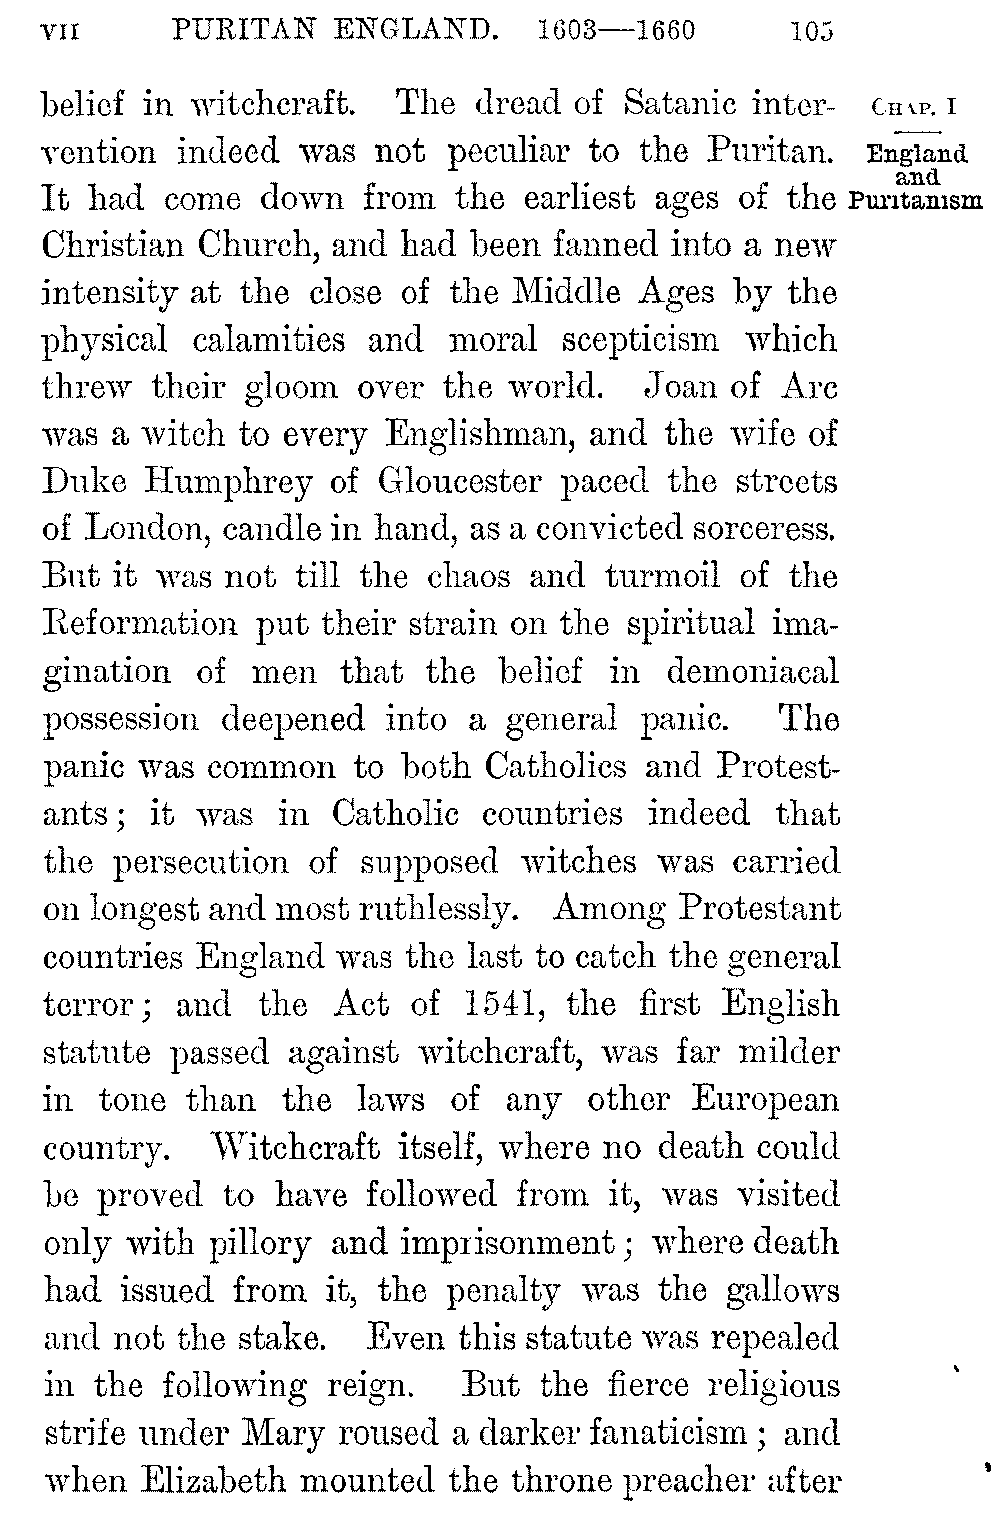 VII PURITAN ENGLAND. 1603—1660 105
belief in witchcraft. The dread of Satanic inter-
vention indeed was not peculiar to the Puritan.
It had come down from the earliest ages of the
Christian Church, and had been fanned into a new
intensity at the close of the Middle Ages by the
physical calamities and moral scepticism which
threw their gloom over the world. Joan of Arc
was a witch to every Englishman, and the wife of
Duke Humphrey of Gloucester paced the streets
of London, candle in hand, as a convicted sorceress.
But it was not till the chaos and turmoil of the
Reformation put their strain on the spiritual ima-
gination of men that the belief in demoniacal
possession deepened into a general panic. The
panic was common to both Catholics and Protest-
ants; it was in Catholic countries indeed that
the persecution of supposed witches was carried
on longest and most ruthlessly. Among Protestant
countries England was the last to catch the general
terror; and the Act of 1541, the first English
statute passed against witchcraft, was far milder
in tone than the laws of any other European
country. Witchcraft itself, where no death could
be proved to have followed from it, was visited
only with pillory and imprisonment; where death
had issued from it, the penalty was the gallows
and not the stake. Even this statute was repealed
in the following reign. But the fierce religious
strife under Mary roused a darker fanaticism; and
when Elizabeth mounted the throne preacher after
CHAP. I
England
and
Puritanism